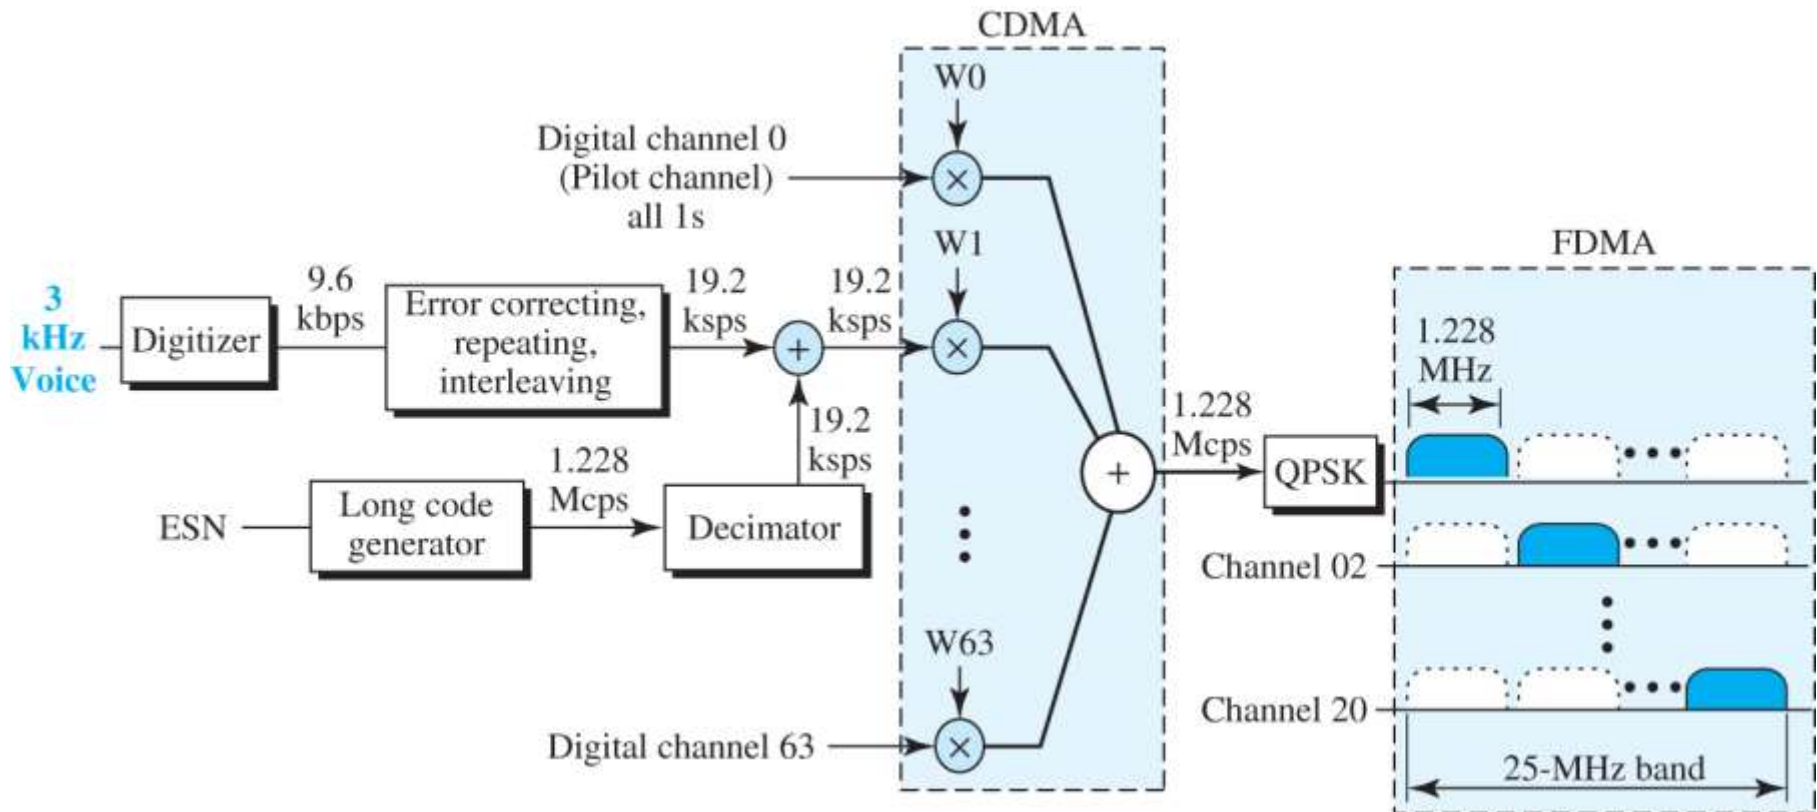 CDMA
W0
Digital channel 0
(Pilot channel)
all 1s
×
W1
FDMA
3
kHz
Voice
Digitizer
9.6
kbps
Error correcting,
repeating,
interleaving
19.2
ksps
+
19.2
ksps
×
1.228
MHz
19.2
ksps
ESN
Long code
generator
1.228
Mcps
Decimator
+
1.228
Mcps
QPSK
Channel 02
W63
Digital channel 63
×
Channel 20
25-MHz band